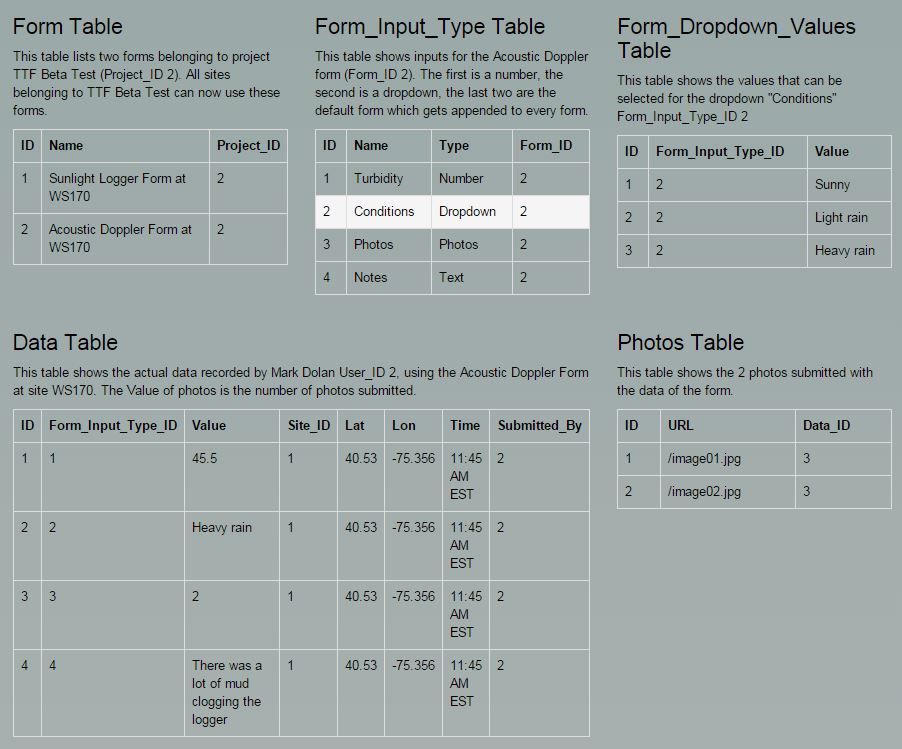 Form Table
This table lists two forms belonging to project
TTF Beta Test (Project_ID 2). All sites
belonging to TTF Beta Test can now use these
forms.
ID Name Project_ID
1 Sunlight Logger Form at 2
WS170
2 Acoustic Doppler Form at 2
WS170
Form_Input_Type Table
This table shows inputs for the Acoustic Doppler
form (Form_ID 2). The first is a number, the
second is a dropdown, the last two are the
default form which gets appended to every form.
ID Name Type Form_ID
1 Turbidity Number 2
2 Conditions Dropdown 2
3 Photos Photos 2
4 Notes Text 2
Form_Dropdown_Values
Table
This table shows the values that can be
selected for the dropdown "Conditions"
Form_Input_Type_ID 2
ID Form_Input_Type_ID Value
1 2 Sunny
2 2 Light rain
3 2 Heavy rain
Data Table
This table shows the actual data recorded by Mark Dolan User_ID 2, using the Acoustic Doppler Form
at site WS170. The Value of photos is the number of photos submitted.
ID Form_Input_Type_ID Value Site_ID Lat Lon Time Submitted_By
1 1 45.5 1 40.53 -75.356 11:45 2
AM
EST
2 2 Heavy rain 1 40.53 -75.356 11:45 2
AM
EST
3 3 2 1 40.53 -75.356 11:45 2
AM
EST
4 4 There was a 1 40.53 -75.356 11:45 2
lot of mud AM
clogging the EST
logger
Photos Table
This table shows the 2 photos submitted with
the data of the form.
ID URL Data_ID
1 /image01.jpg 3
2 /image02.jpg 3